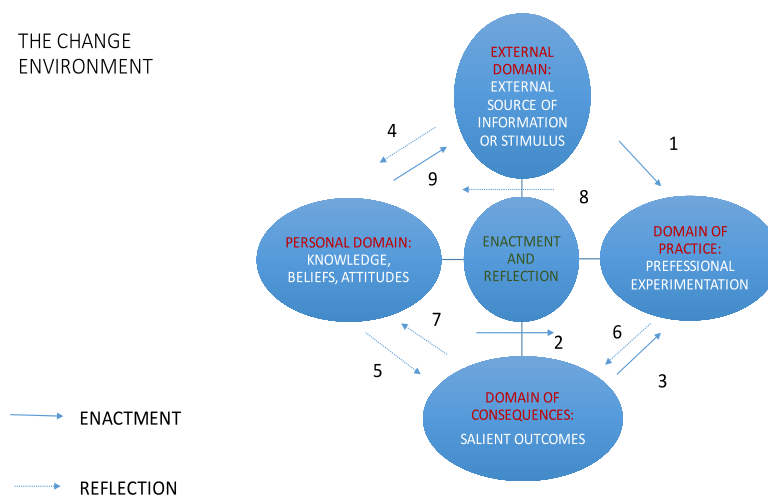 THE CHANGE
ENVIRONMENT
EXTERNAL
DOMAIN:
EXTERNAL
SOURCE OF
INFORMATION
OR STIMULUS
4
1
9
8
PERSONAL DOMAIN:
KNOWLEDGE,
BELIEFS, ATTITUDES
ENACTMENT
AND
REFLECTION
DOMAIN OF
PRACTICE:
PREFESSIONAL
EXPERIMENTATION
7
2
6
5
3
DOMAIN OF
CONSEQUENCES:
SALIENT OUTCOMES
ENACTMENT
REFLECTION